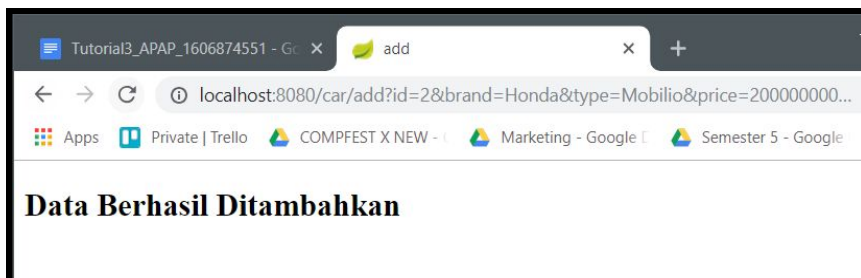 Tutorial3_APAP_1606874551 - Go
add
localhost:8080/car/add?id=2&brand=Honda&type=Mobilio&price=200000000...
Apps Private | Trello COMPFEST X NEW - Marketing - Google Semester 5 - Google
Data Berhasil Ditambahkan